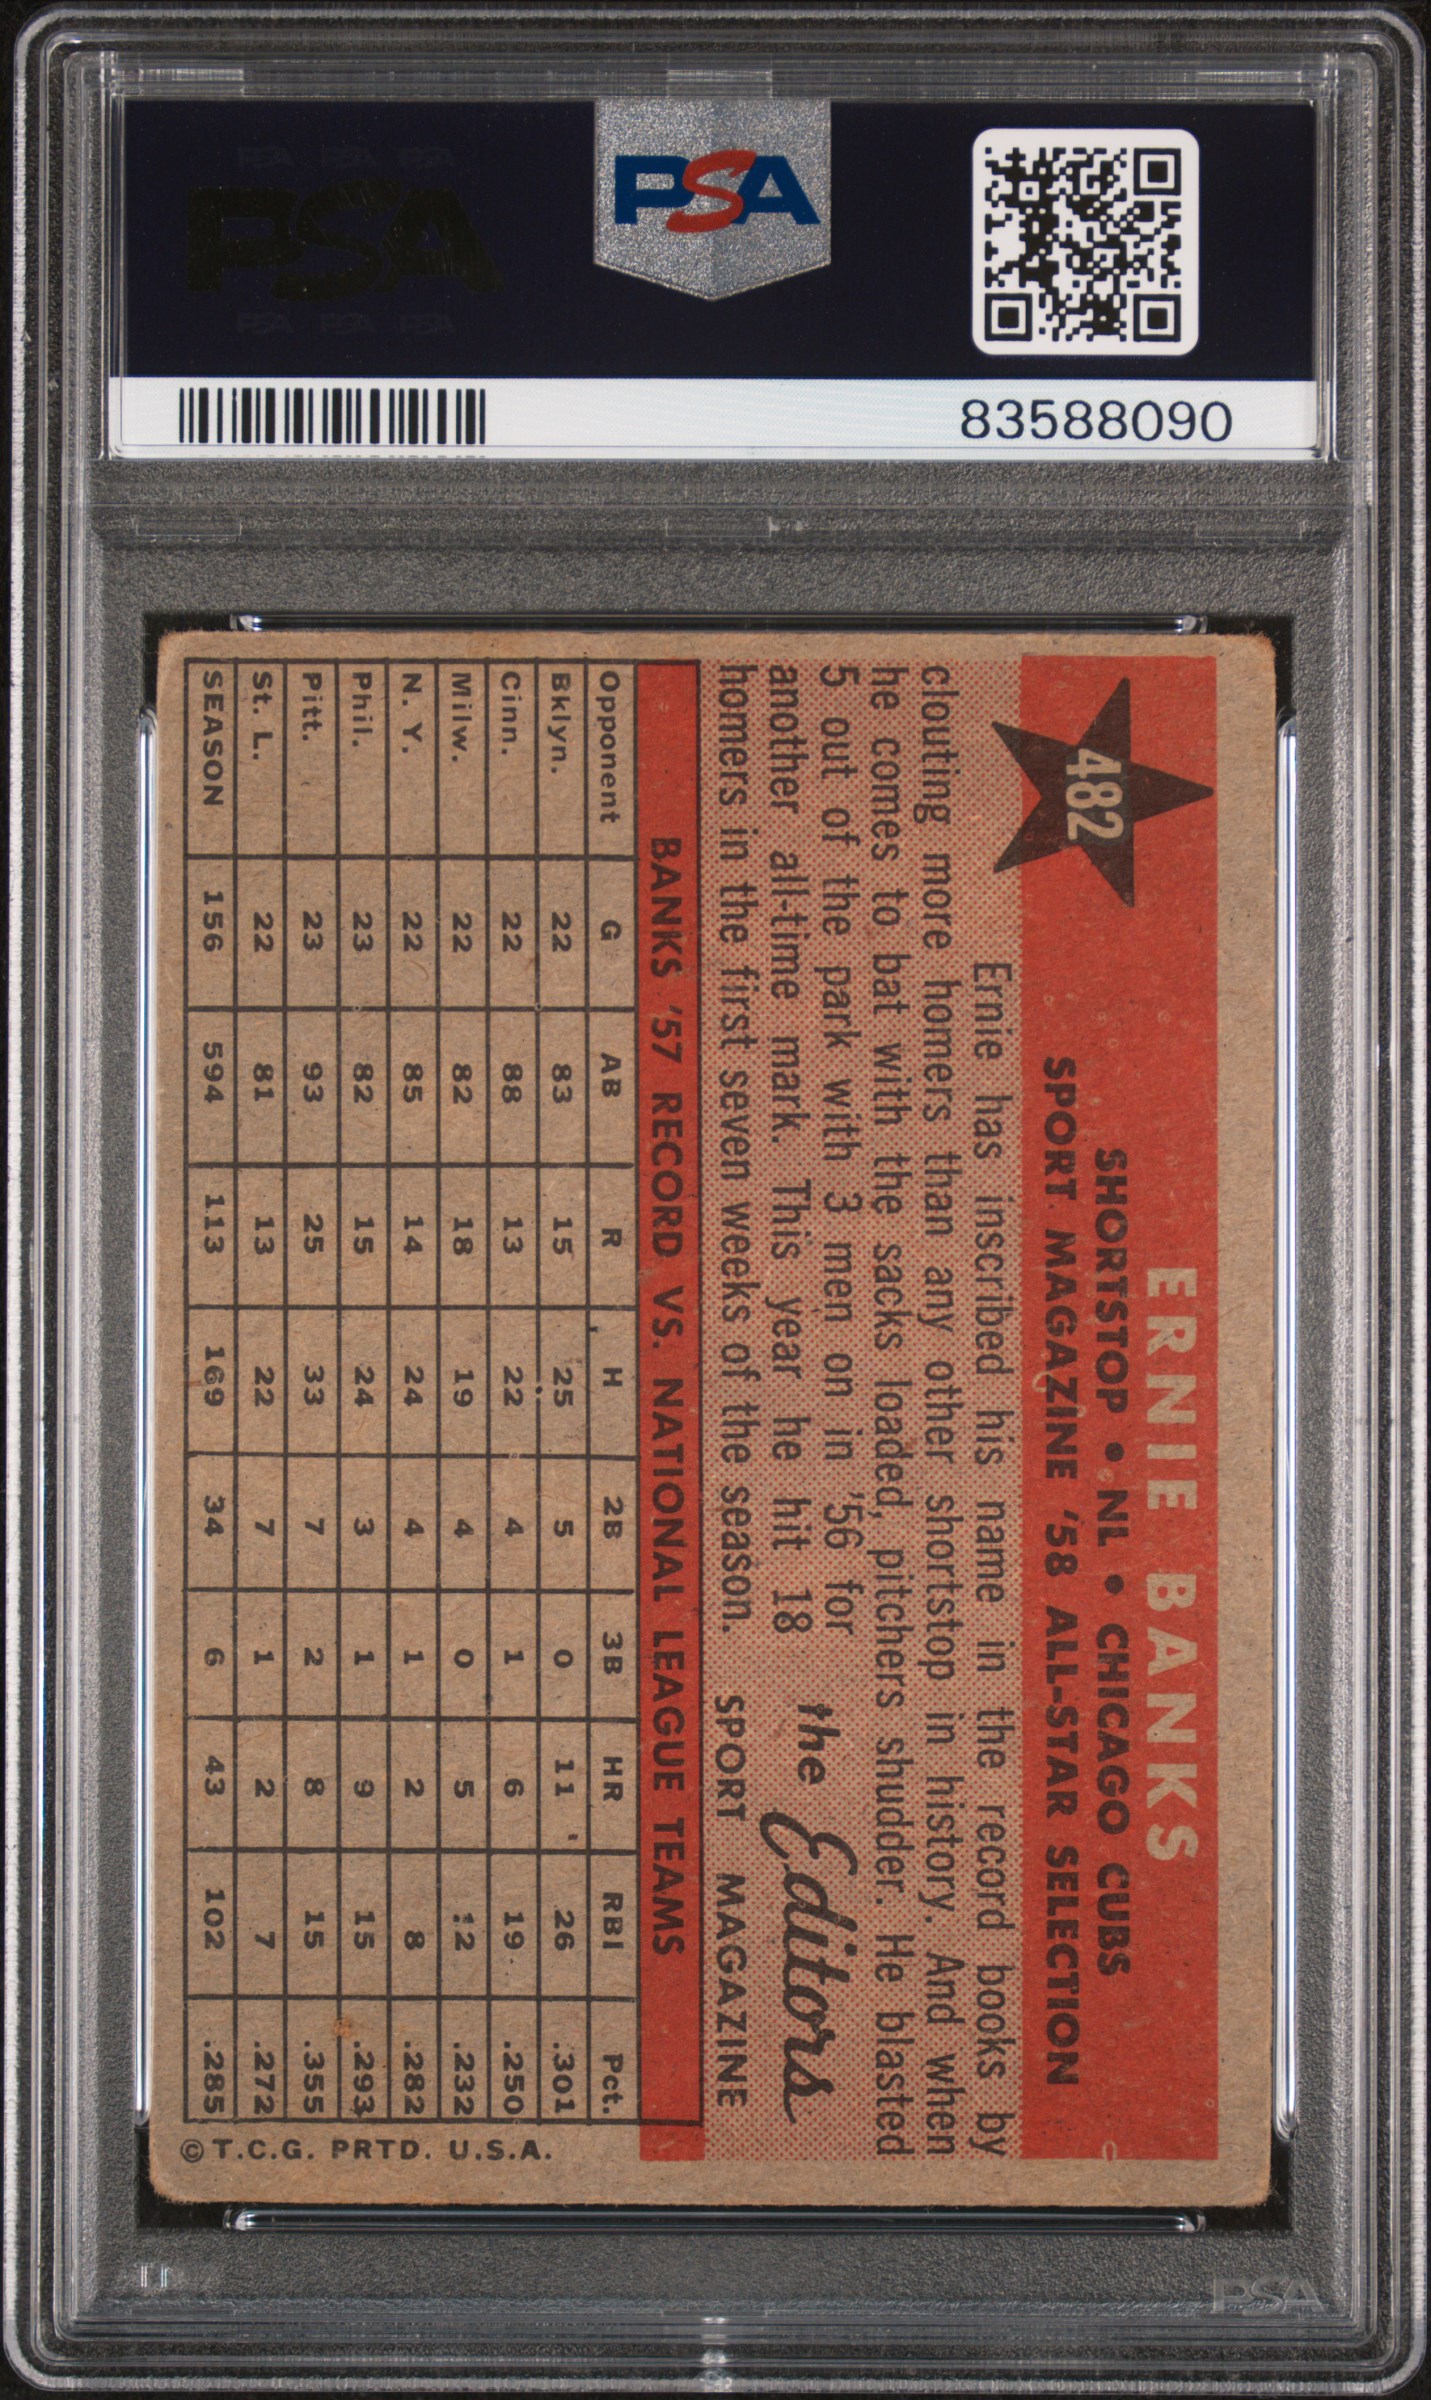 PSA PSA PSA
PSA
PSA PSA PSA
PSA
83588090
482
ERNIE BANKS
SHORTSTOP • NL • CHICAGO CUBS
SPORT MAGAZINE '58 ALL-STAR SELECTION
Ernie has inscribed his name in the record books by
clouting more homers than any other shortstop in history. And when
he comes to bat with the sacks loaded, pitchers shudder. He blasted
5 out of the park with 3 men on in '56 for
another all-time mark. This year he hit 18
homers in the first seven weeks of the season.
the Editors
SPORT MAGAZINE
BANKS '57 RECORD VS. NATIONAL LEAGUE TEAMS
Opponent G AB R H 2B 3B HR RBI Pct.
Bklyn. 22 83 15 25 5 0 11 26 .301
Cinn. 22 88 13 22 4 1 6 19 .250
Milw. 22 82 18 19 4 0 5 12 .232
N. Y. 22 85 14 24 4 1 2 8 .282
Phil. 23 82 15 24 3 1 9 15 .293
Pitt. 23 93 25 33 7 2 8 15 .355
St. L. 22 81 13 22 7 1 2 7 .272
SEASON 156 594 113 169 34 6 43 102 .285
© T.C.G. PRTD. U.S.A.
PSA